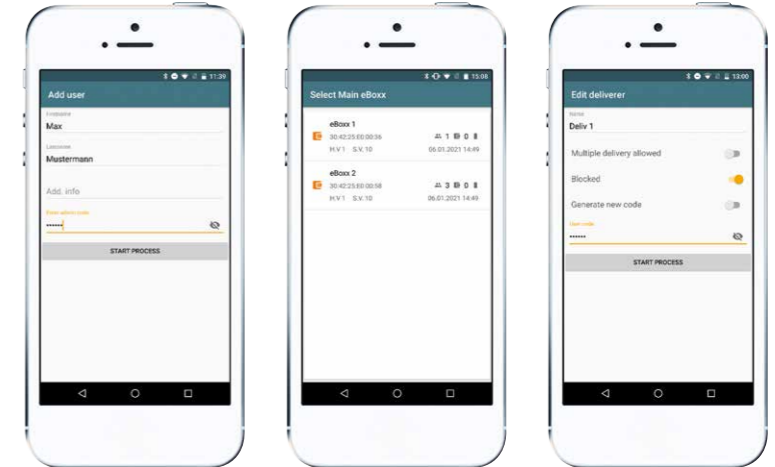 11:39
Add user
Firstname
Max
Lastname
Mustermann
Add. info
Enter admin code
••••••
START PROCESS
15:08
Select Main eBoxx
eBoxx 1
30:42:25:E0:00:36
1 0
H.V 1 S.V. 10
06.01.2021 14:49
eBoxx 2
30:42:25:E0:00:58
3 0
H.V 1 S.V. 10
06.01.2021 14:49
13:00
Edit deliverer
Name
Deliv 1
Multiple delivery allowed
Blocked
Generate new code
User code
••••••
START PROCESS